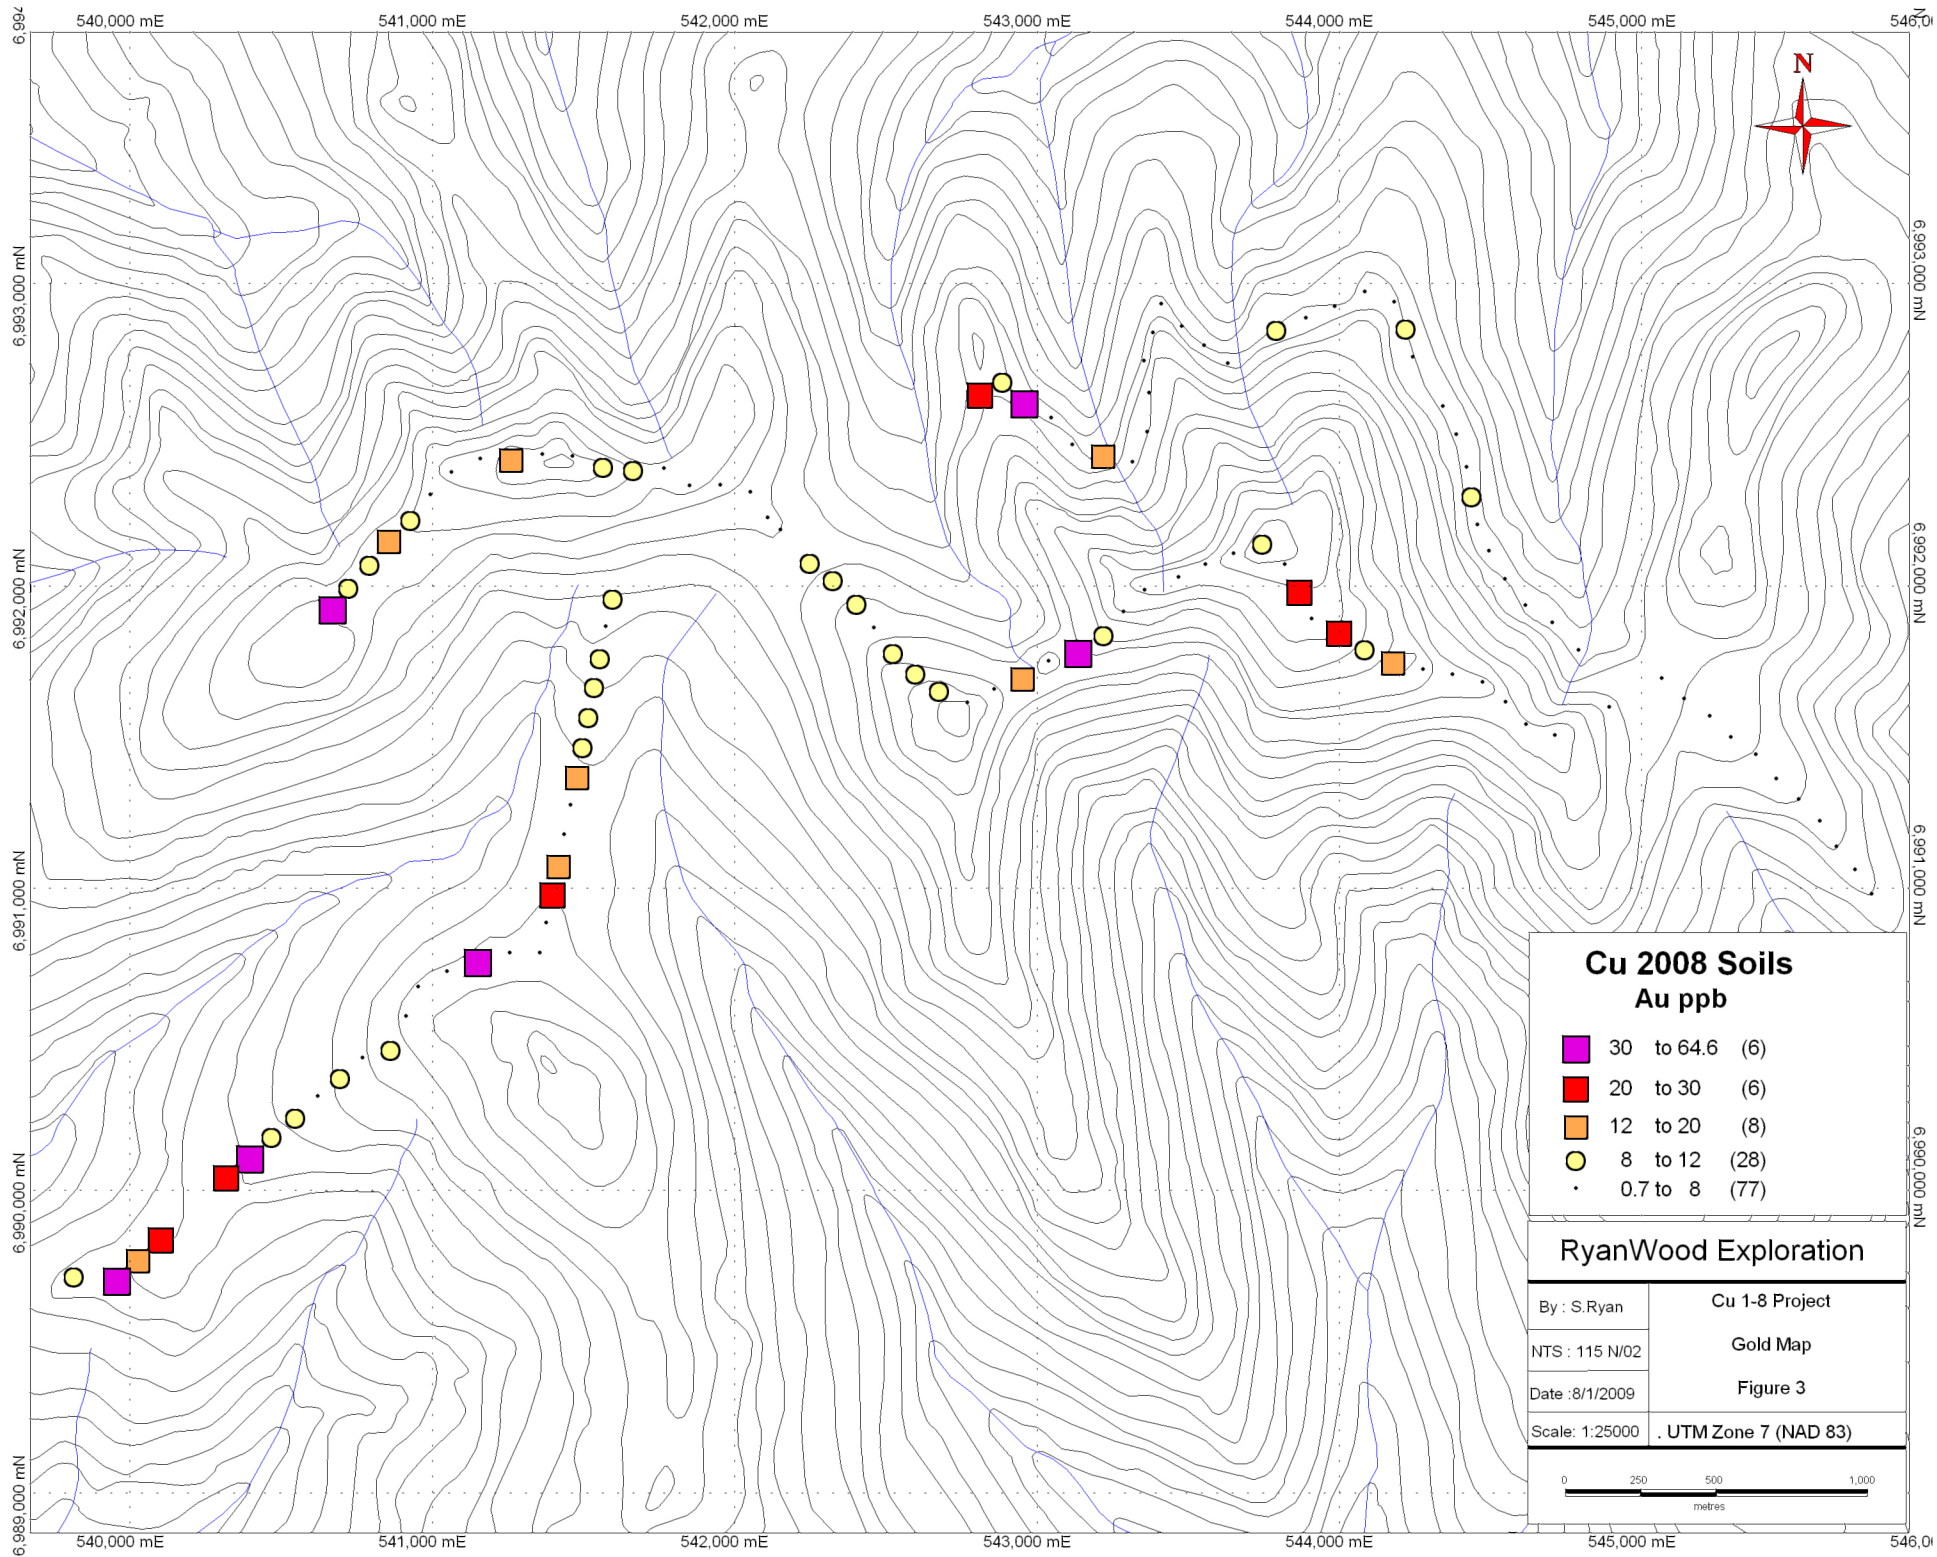 540,000 mE 541,000 mE 542,000 mE 543,000 mE 544,000 mE 545,000 mE
N
6,993,000 mN 6,993,000 mN
6,992,000 mN 6,992,000 mN
6,991,000 mN 6,991,000 mN
6,990,000 mN 6,990,000 mN
6,989,000 mN
Cu 2008 Soils
Au ppb
30 to 64.6 (6)
20 to 30 (6)
12 to 20 (8)
8 to 12 (28)
0.7 to 8 (77)
RyanWood Exploration
By : S.Ryan
Cu 1-8 Project
NTS : 115 N/02
Gold Map
Date :8/1/2009
Figure 3
Scale: 1:25000
. UTM Zone 7 (NAD 83)
0 250 500 1,000
metres
540,000 mE 541,000 mE 542,000 mE 543,000 mE 544,000 mE 545,000 mE